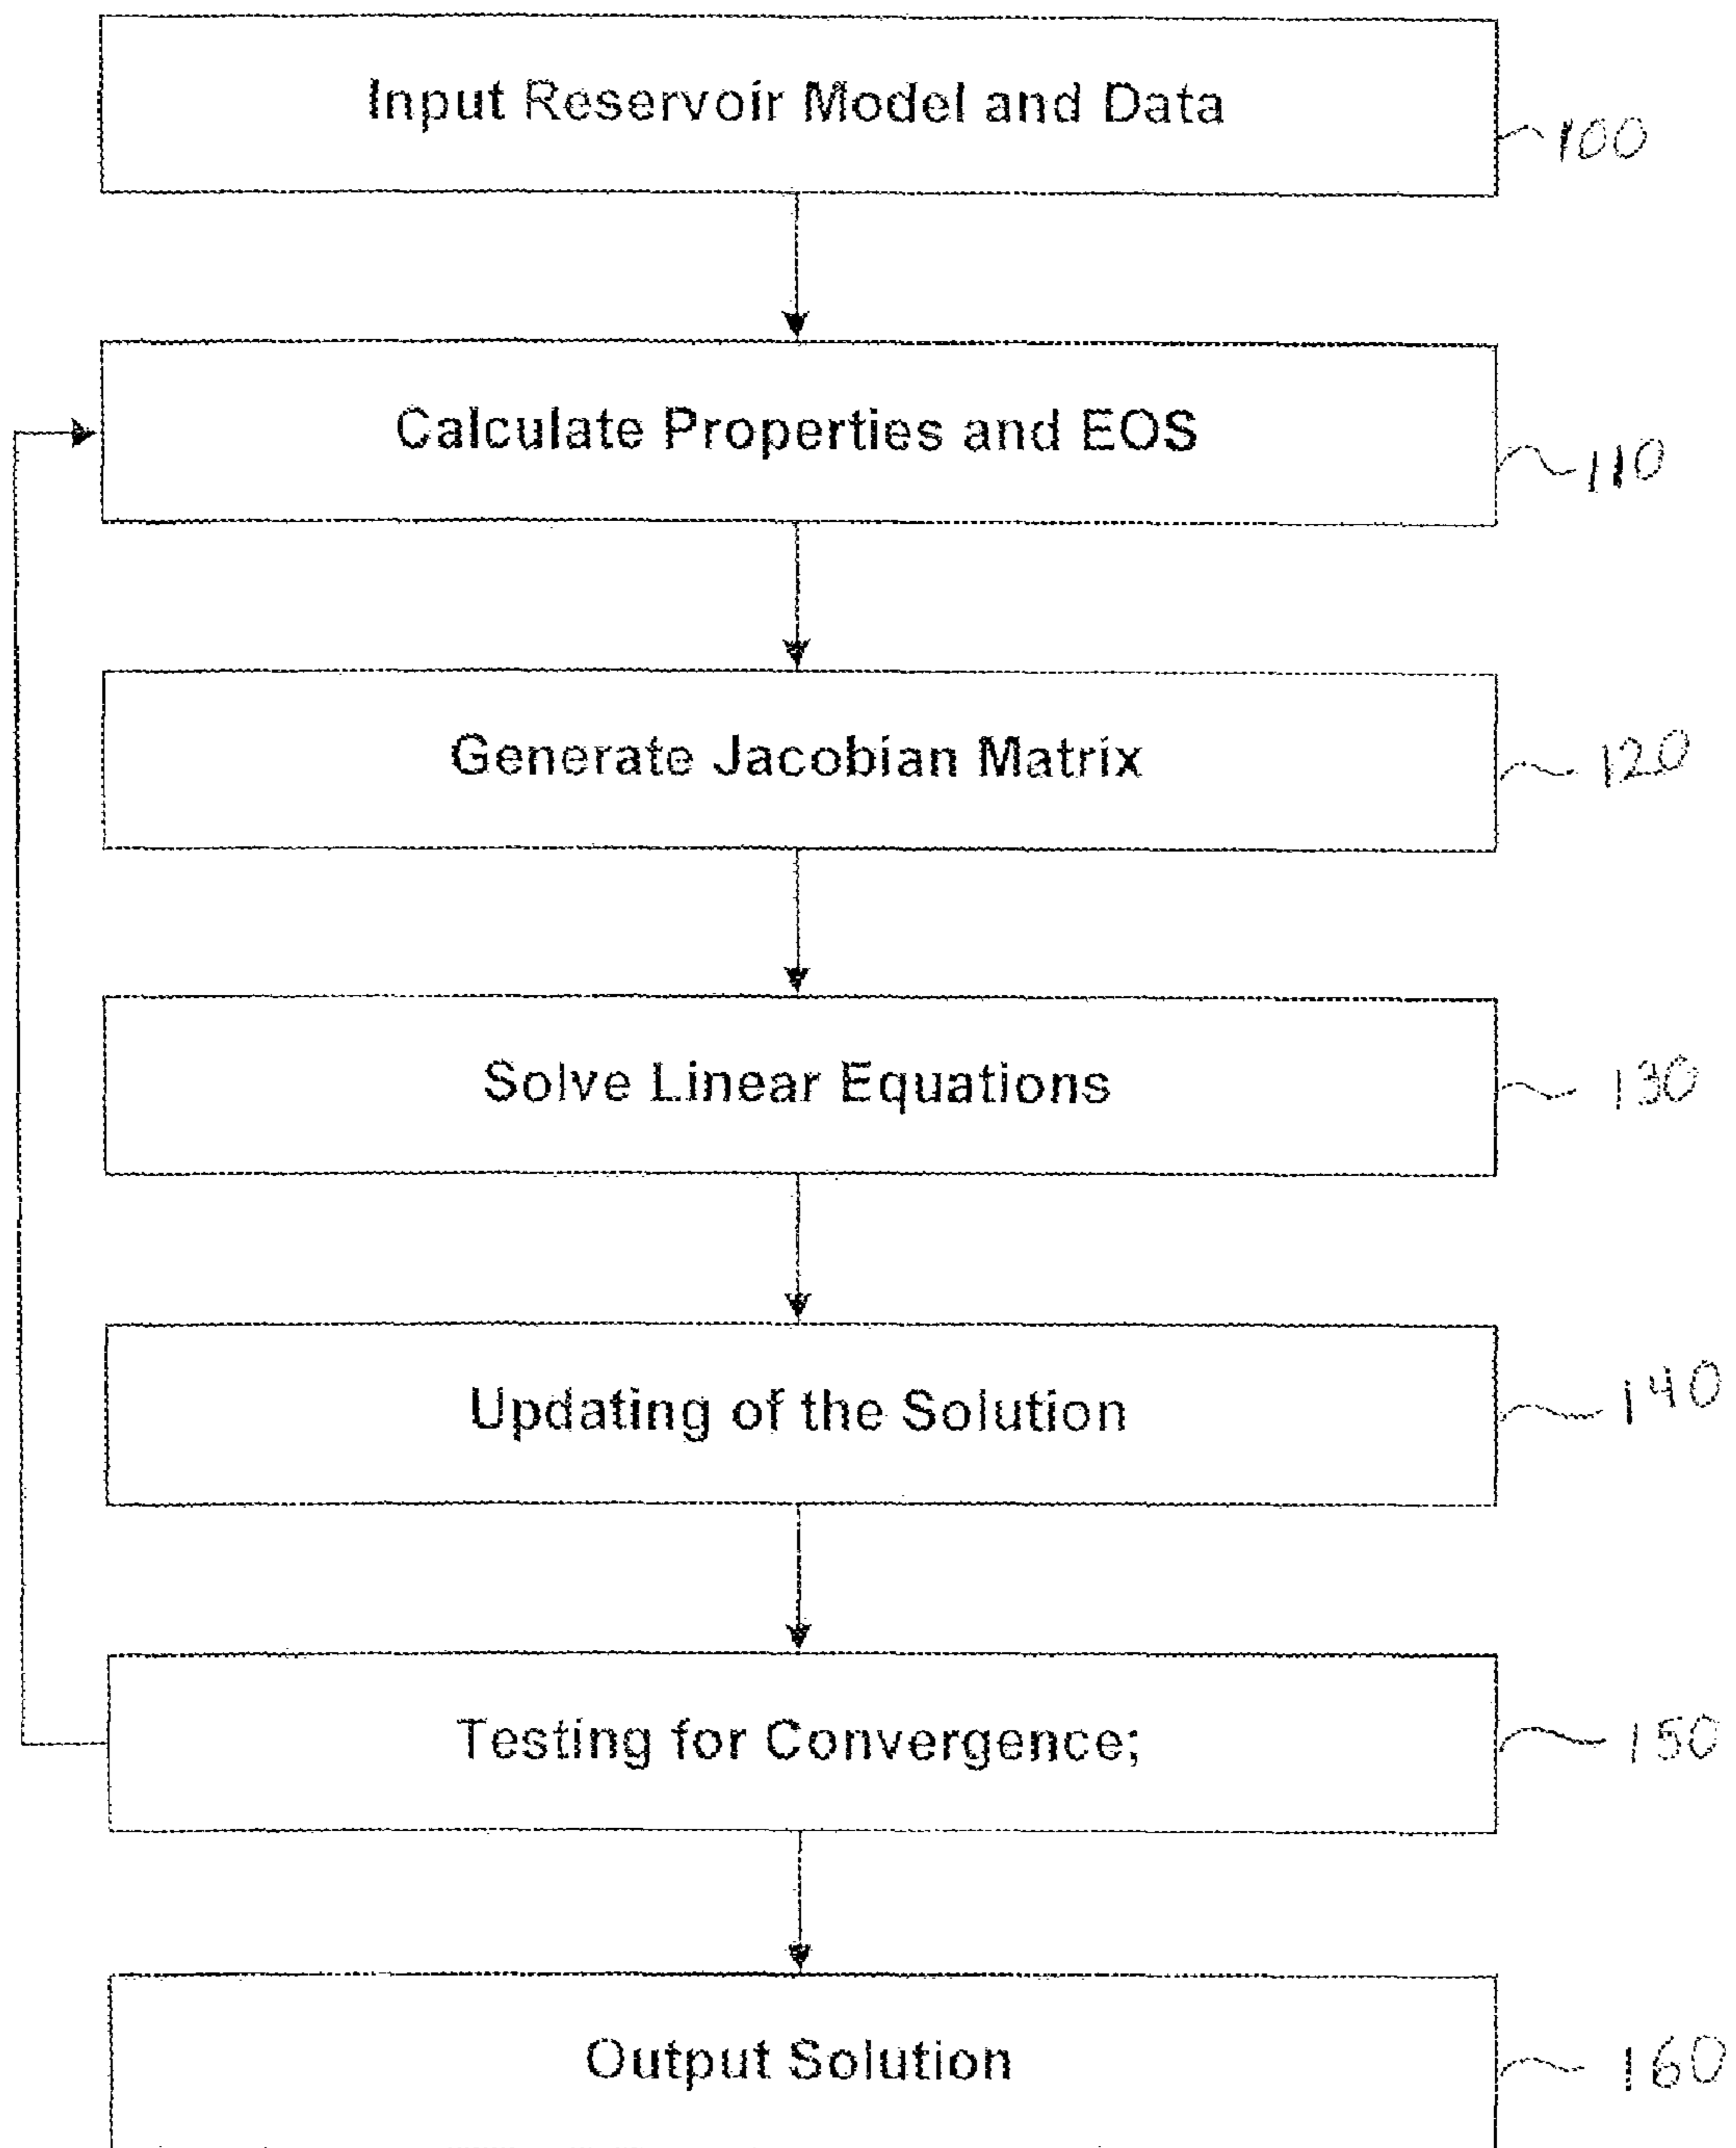 Input Reservoir Model and Data
100
Calculate Properties and EOS
110
Generate Jacobian Matrix
120
Solve Linear Equations
130
Updating of the Solution
140
Testing for Convergence;
150
Output Solution
160